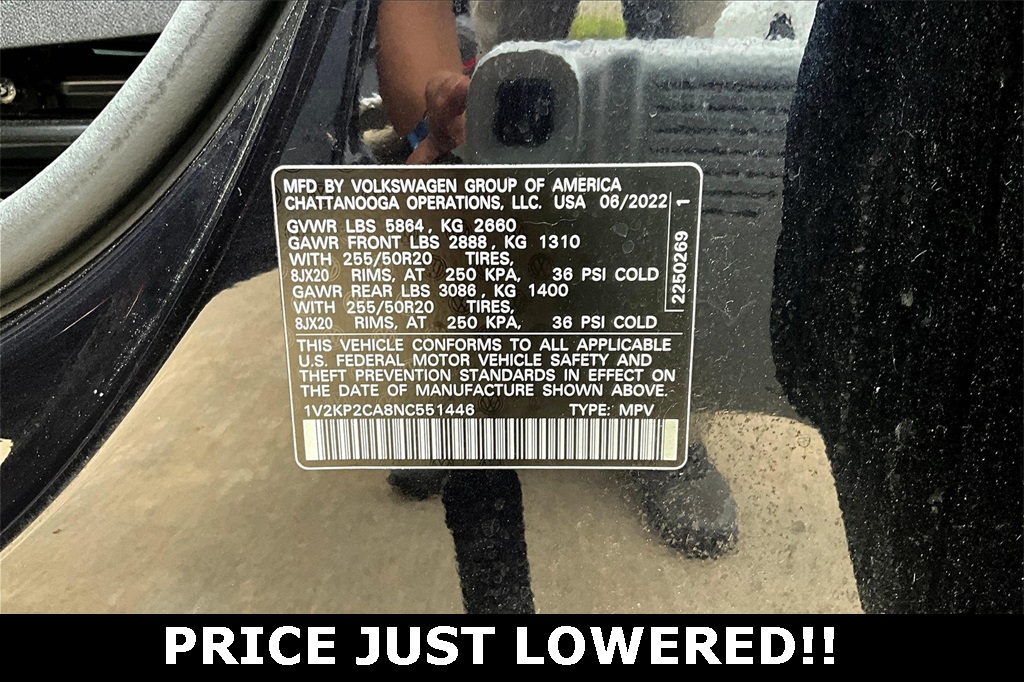 MFD BY VOLKSWAGEN GROUP OF AMERICA
CHATTANOOGA OPERATIONS, LLC. USA 06/2022
GVWR LBS 5864, KG 2660
GAWR FRONT LBS 2888, KG 1310
WITH 255/50R20 TIRES,
8JX20 RIMS, AT 250 KPA, 36 PSI COLD
GAWR REAR LBS 3086, KG 1400
WITH 255/50R20 TIRES,
8JX20 RIMS, AT 250 KPA, 36 PSI COLD
2250269 1
THIS VEHICLE CONFORMS TO ALL APPLICABLE
U.S. FEDERAL MOTOR VEHICLE SAFETY AND
THEFT PREVENTION STANDARDS IN EFFECT ON
THE DATE OF MANUFACTURE SHOWN ABOVE.
1V2KP2CA8NC551446 TYPE: MPV
PRICE JUST LOWERED!!